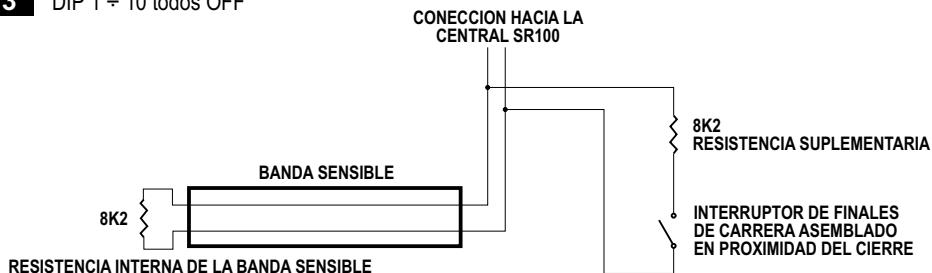 3 DIP 1 ÷ 10 todos OFF
CONECCION HACIA LA
CENTRAL SR100
8K2
RESISTENCIA SUPLEMENTARIA
BANDA SENSIBLE
8K2
INTERRUPTOR DE FINALES
DE CARRERA ASEMBLADO
EN PROXIMIDAD DEL CIERRE
RESISTENCIA INTERNA DE LA BANDA SENSIBLE